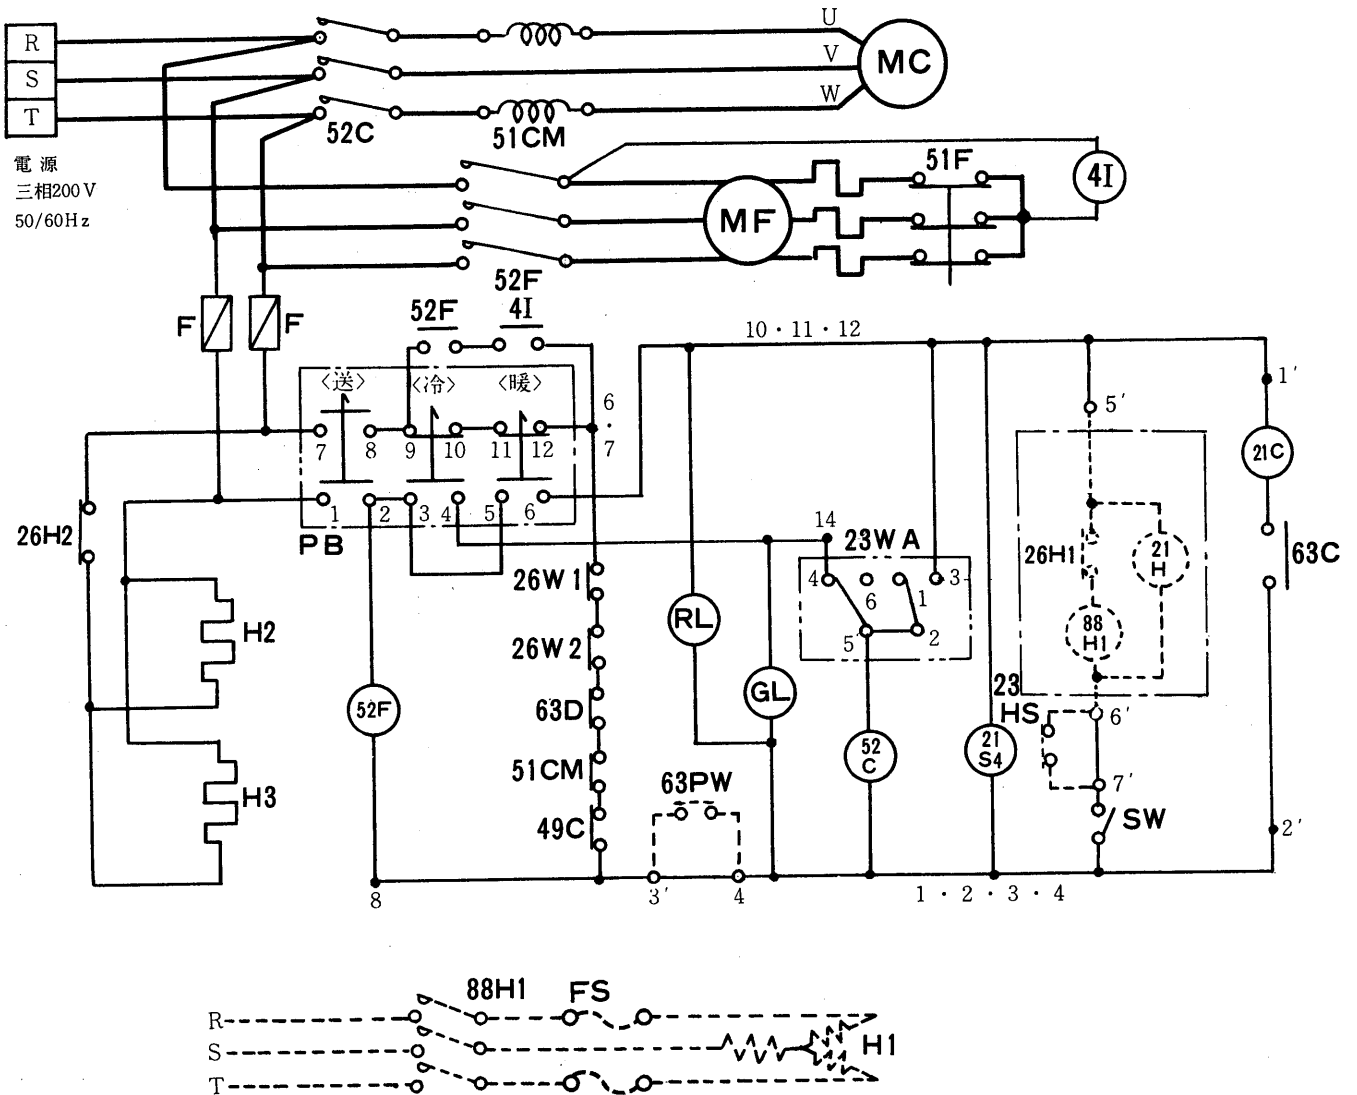 R
S
T
電源
三相200V
50/60Hz
52C
51CM
U
V
W
MC
51F
4I
MF
F
F
52F
52F
4I
〈送〉
〈冷〉
〈暖〉
7
8
9
10
11
12
6・7
1
2
3
4
5
6
PB
10・11・12
1′
5′
21C
26H2
14
23WA
4
6
1
3
5
2
26H1
21H
88H1
63C
26W1
26W2
63D
51CM
49C
H2
H3
52F
RL
GL
52C
21S4
23HS
6′
7′
SW
2′
63PW
8
3′
4
1・2・3・4
88H1
FS
R
S
T
H1